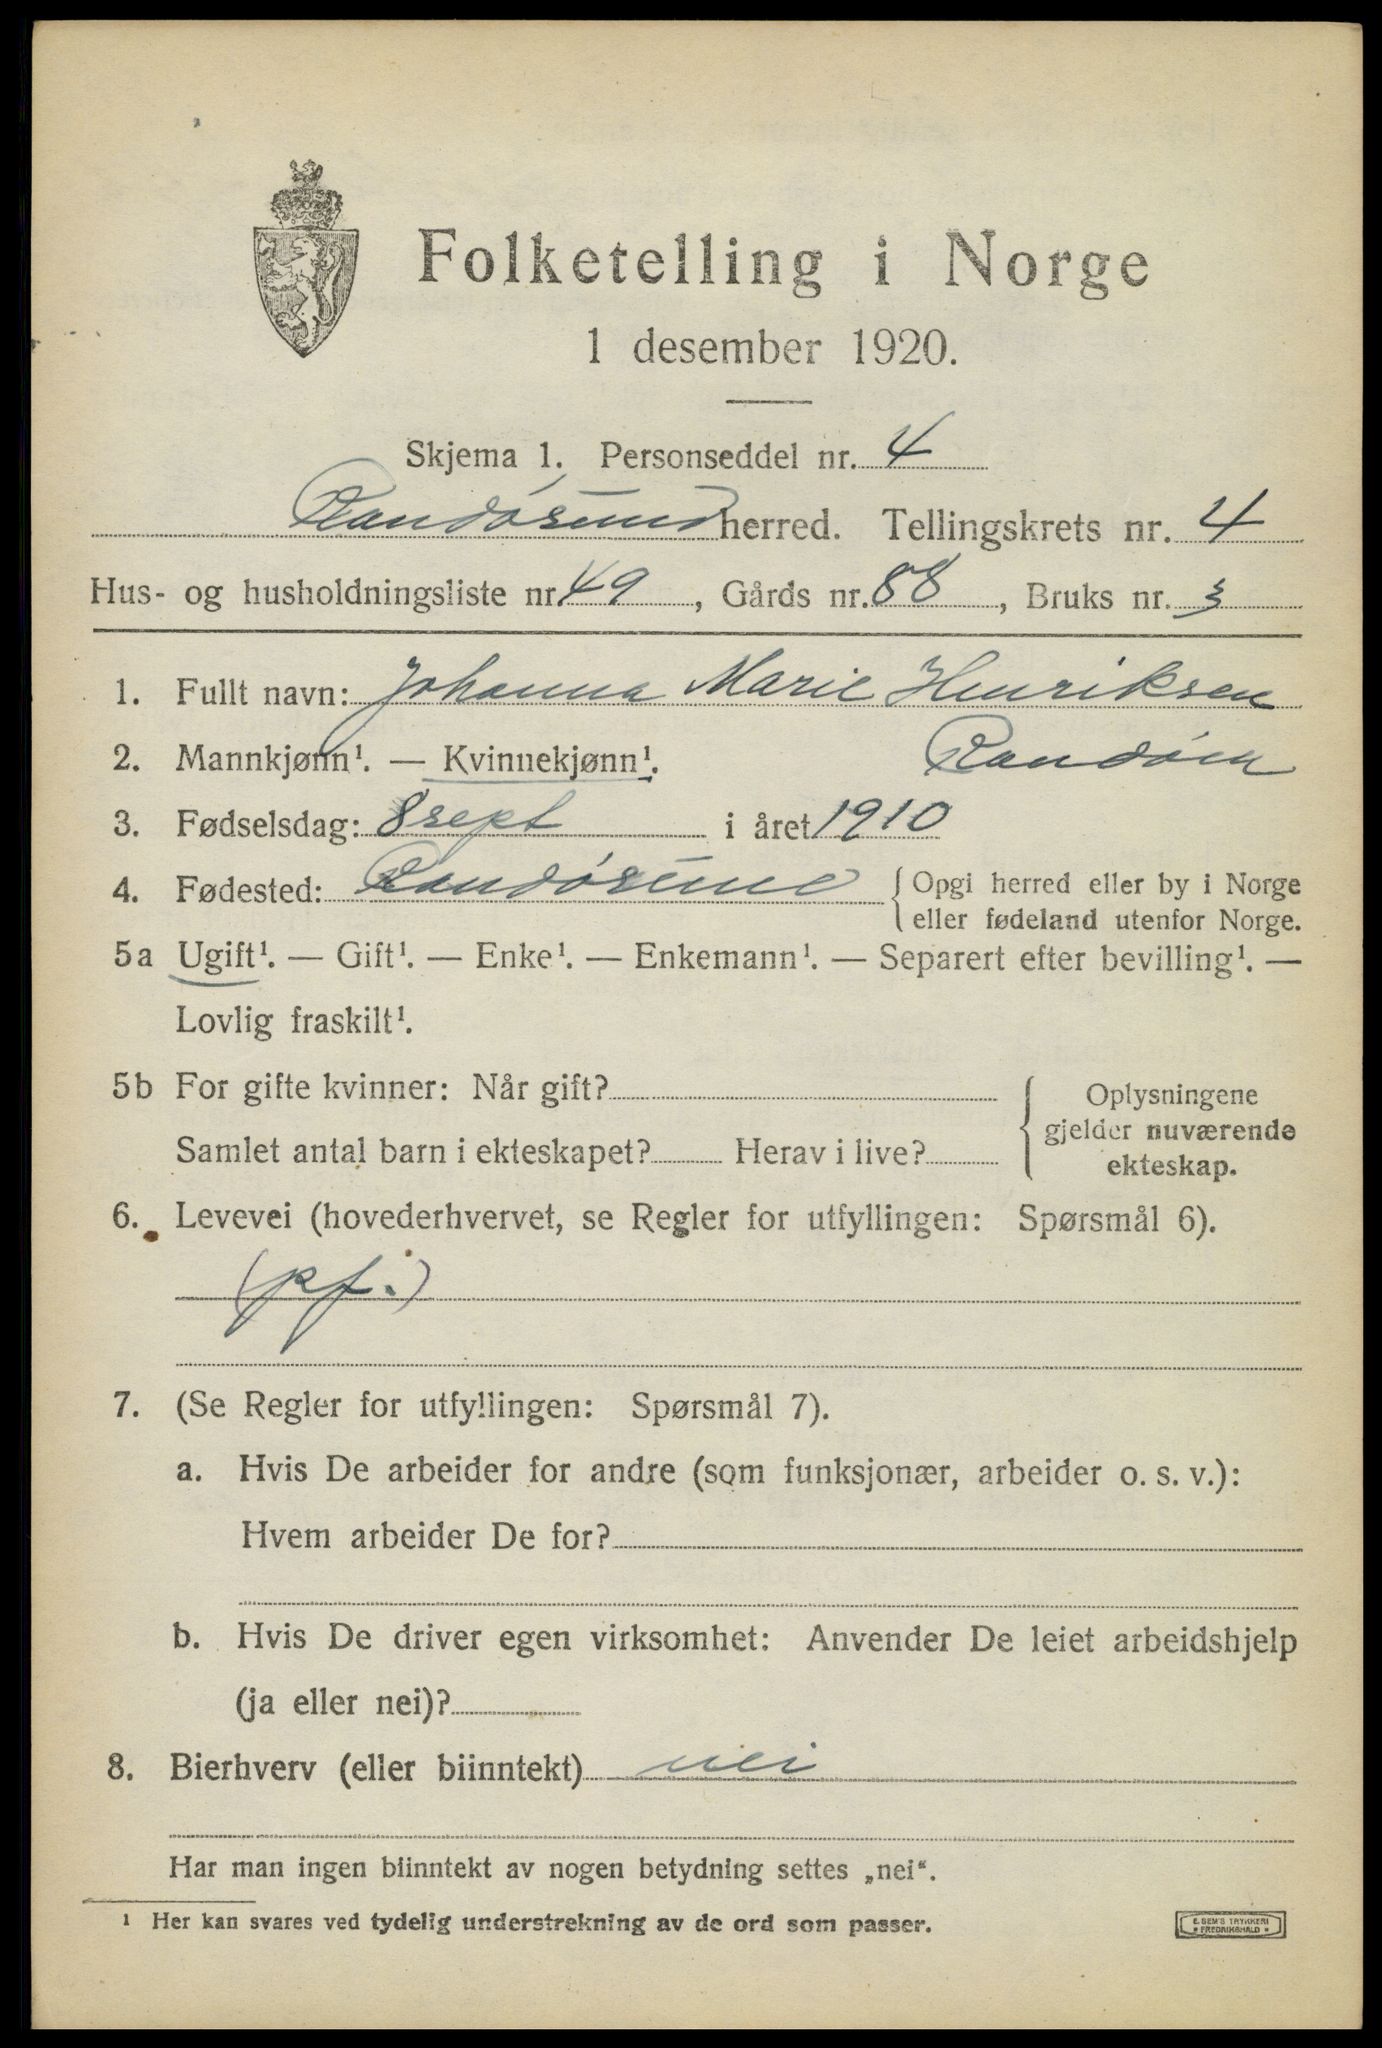 Folketelling i Norge
1 desember 1920.
Skjema 1. Personseddel nr. 4
Randøsund herred. Tellingskrets nr. 4
Hus- og husholdningsliste nr. 49, Gårds nr. 88, Bruks nr. 3
1. Fullt navn: Johanna Marie Henriksen
2. Mannkjønn¹. — Kvinnekjønn¹. Randøen
3. Fødselsdag: 8 sept i året 1910
4. Fødested: Randøsund { Opgi herred eller by i Norge
eller fødeland utenfor Norge.
5a Ugift¹. — Gift¹. — Enke¹. — Enkemann¹. — Separert efter bevilling¹. —
Lovlig fraskilt¹.
5b For gifte kvinner: Når gift?
Samlet antal barn i ekteskapet? Herav i live?
{ Oplysningene
gjelder nuværende
ekteskap.
6. Levevei (hovederhvervet, se Regler for utfyllingen: Spørsmål 6).
(pf.)
7. (Se Regler for utfyllingen: Spørsmål 7).
a. Hvis De arbeider for andre (som funksjonær, arbeider o. s. v.):
Hvem arbeider De for?
b. Hvis De driver egen virksomhet: Anvender De leiet arbeidshjelp
(ja eller nei)?
8. Bierhverv (eller biinntekt) nei
Har man ingen biinntekt av nogen betydning settes „nei“.
¹ Her kan svares ved tydelig understrekning av de ord som passer.
E. SEM'S TRYKKERI
• FREDRIKSHALD •